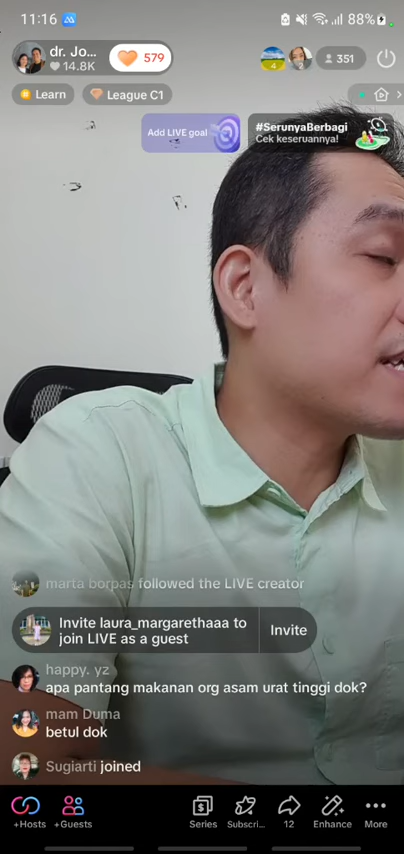 11:16
88%
dr. Jo...
14.8K
579
4
2
351
Learn
League C1
Add LIVE goal
#SerunyaBerbagi
Cek keseruannya!
marta borpas followed the LIVE creator
Invite laura_margarethaaa to
join LIVE as a guest
Invite
happy. y2
apa pantang makanan org asam urat tinggi dok?
mam Duma
betul dok
Sugiarti joined
+Hosts
+Guests
Series
Subscri...
12
Enhance
More